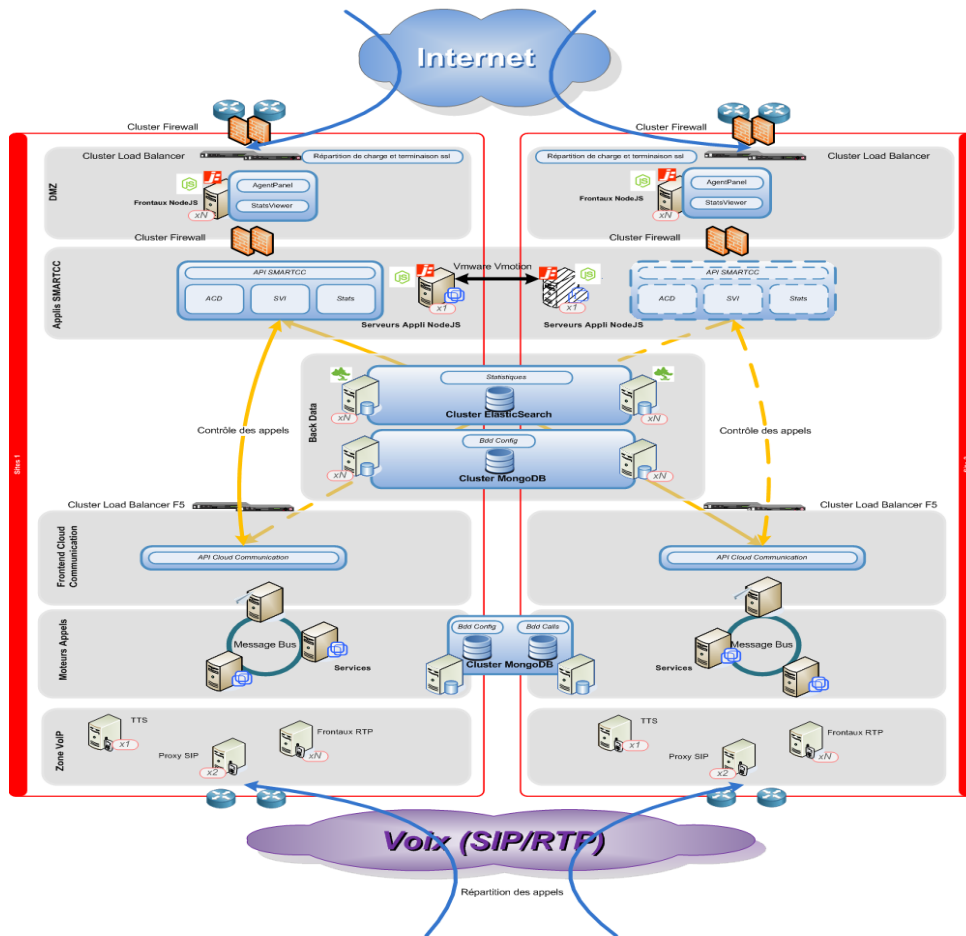 Internet
Cluster Firewall
Cluster Firewall
Cluster Load Balancer
Répartition de charge et terminaison ssl
Répartition de charge et terminaison ssl
Cluster Load Balancer
DMZ
JS
AgentPanel
StatsViewer
Frontaux NodeJS
xN
JS
AgentPanel
StatsViewer
Frontaux NodeJS
xN
Cluster Firewall
Cluster Firewall
Applis SMARTCC
API SMARTCC
ACD
SVI
Stats
JS
x1
Serveurs Appli NodeJS
Vmware Vmotion
JS
x1
Serveurs Appli NodeJS
API SMARTCC
ACD
SVI
Stats
Back Data
Statistiques
Cluster ElasticSearch
xN
xN
Bdd Config
Cluster MongoDB
xN
xN
Contrôle des appels
Contrôle des appels
Sites 1
Cluster Load Balancer F5
Cluster Load Balancer F5
Frontend Cloud
Communication
API Cloud Communication
API Cloud Communication
Moteurs Appels
Message Bus
Services
Bdd Config
Bdd Calls
Cluster MongoDB
Services
Message Bus
Zone VoIP
TTS
x1
Proxy SIP
x2
Frontaux RTP
xN
TTS
x1
Proxy SIP
x2
Frontaux RTP
xN
Voix (SIP/RTP)
Répartition des appels